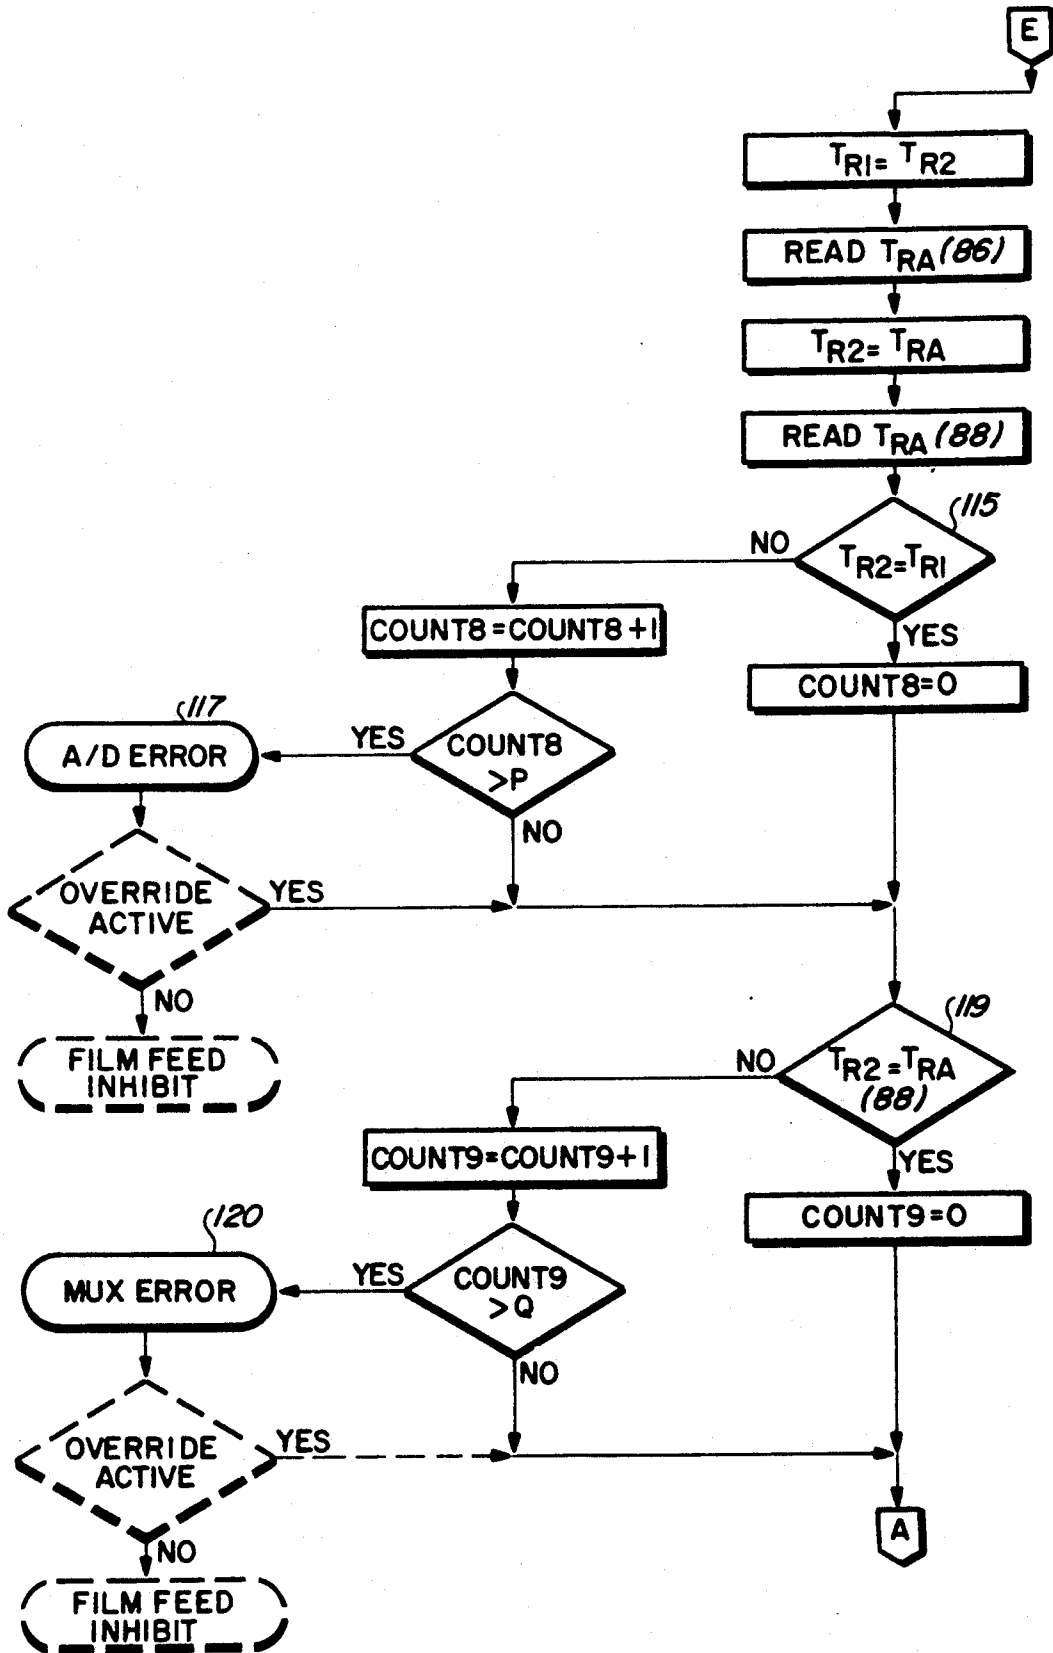 E
TR1= TR2
READ TRA (86)
TR2= TRA
READ TRA (88)
115
TR2=TR1
NO
YES
COUNT8=COUNT8+1
COUNT8=0
117
A/D ERROR
YES
COUNT8
>P
NO
OVERRIDE
ACTIVE
YES
NO
FILM FEED
INHIBIT
119
TR2=TRA
(88)
NO
YES
COUNT9=COUNT9+1
COUNT9=0
120
MUX ERROR
YES
COUNT9
>Q
NO
OVERRIDE
ACTIVE
YES
NO
FILM FEED
INHIBIT
A